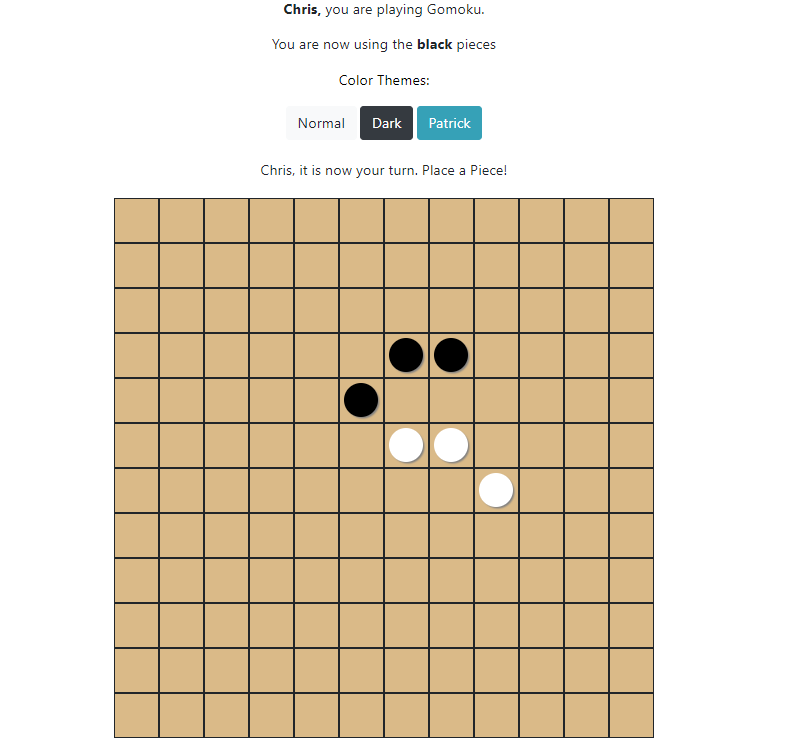 Chris, you are playing Gomoku.
You are now using the black pieces
Color Themes:
Normal Dark Patrick
Chris, it is now your turn. Place a Piece!